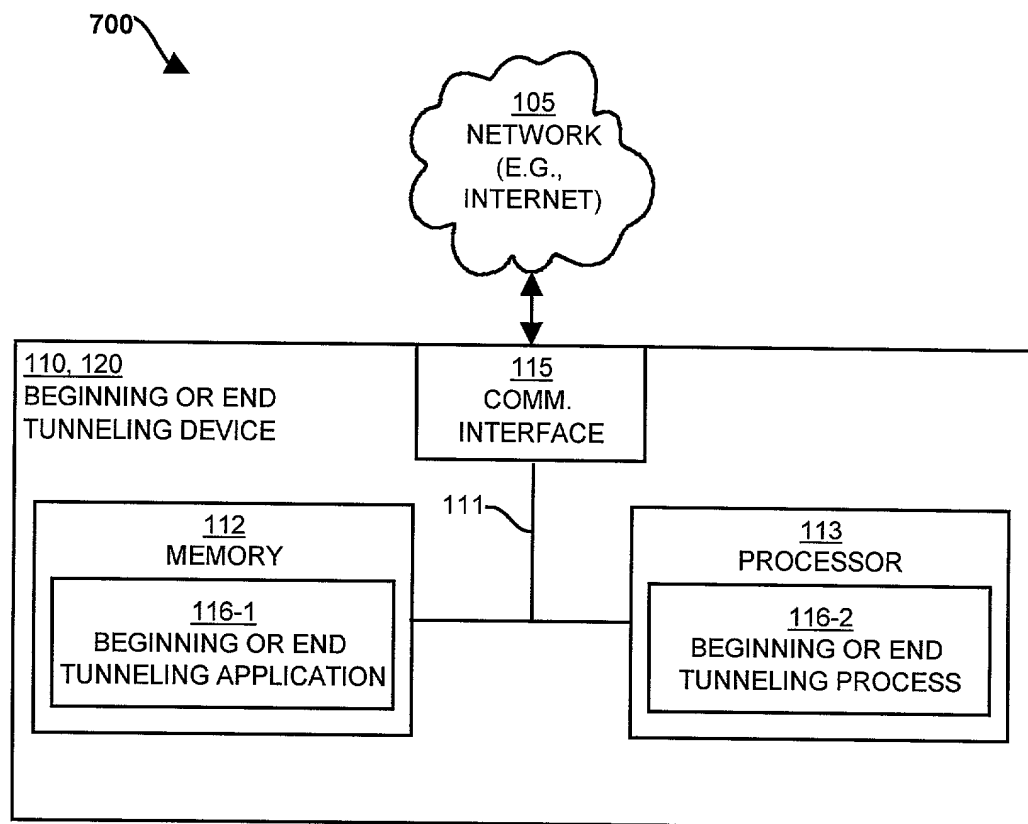 700
105
NETWORK
(E.G.,
INTERNET)
110, 120
BEGINNING OR END
TUNNELING DEVICE
115
COMM.
INTERFACE
111
112
MEMORY
116-1
BEGINNING OR END
TUNNELING APPLICATION
113
PROCESSOR
116-2
BEGINNING OR END
TUNNELING PROCESS